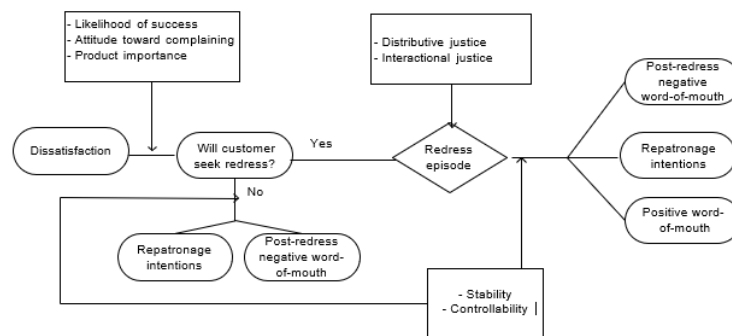 - Likelihood of success
- Attitude toward complaining
- Product importance
- Distributive justice
- Interactional justice
Post-redress
negative
word-of-mouth
Dissatisfaction
Will customer
seek redress?
Yes
Redress
episode
Repatronage
intentions
No
Positive word-
of-mouth
Repatronage
intentions
Post-redress
negative word-
of-mouth
- Stability
- Controllability